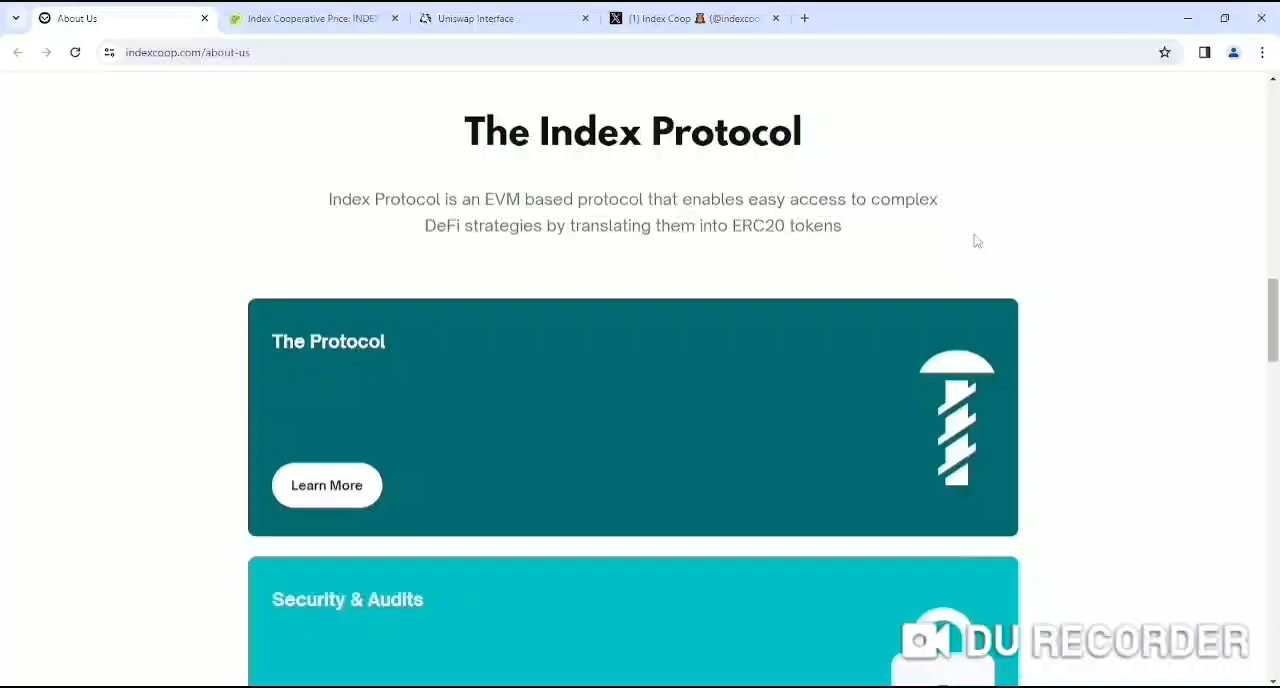 About Us
Index Cooperative Price: INDEX
Uniswap Interface
(1) Index Coop 🦉 (@indexcoo
indexcoop.com/about-us
The Index Protocol
Index Protocol is an EVM based protocol that enables easy access to complex
DeFi strategies by translating them into ERC20 tokens
The Protocol
Learn More
Security & Audits
DU RECORDER